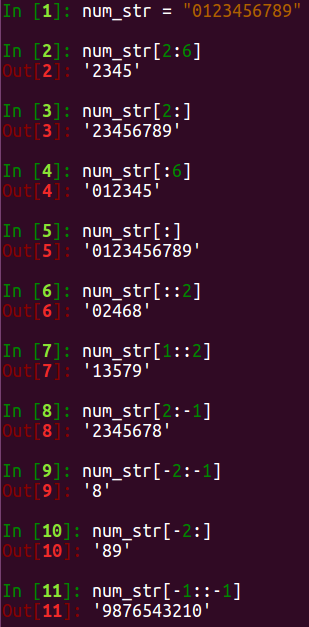 In [1]: num_str = "0123456789"
In [2]: num_str[2:6]
Out[2]: '2345'
In [3]: num_str[2:]
Out[3]: '23456789'
In [4]: num_str[:6]
Out[4]: '012345'
In [5]: num_str[:]
Out[5]: '0123456789'
In [6]: num_str[::2]
Out[6]: '02468'
In [7]: num_str[1::2]
Out[7]: '13579'
In [8]: num_str[2:-1]
Out[8]: '2345678'
In [9]: num_str[-2:-1]
Out[9]: '8'
In [10]: num_str[-2:]
Out[10]: '89'
In [11]: num_str[-1::-1]
Out[11]: '9876543210'